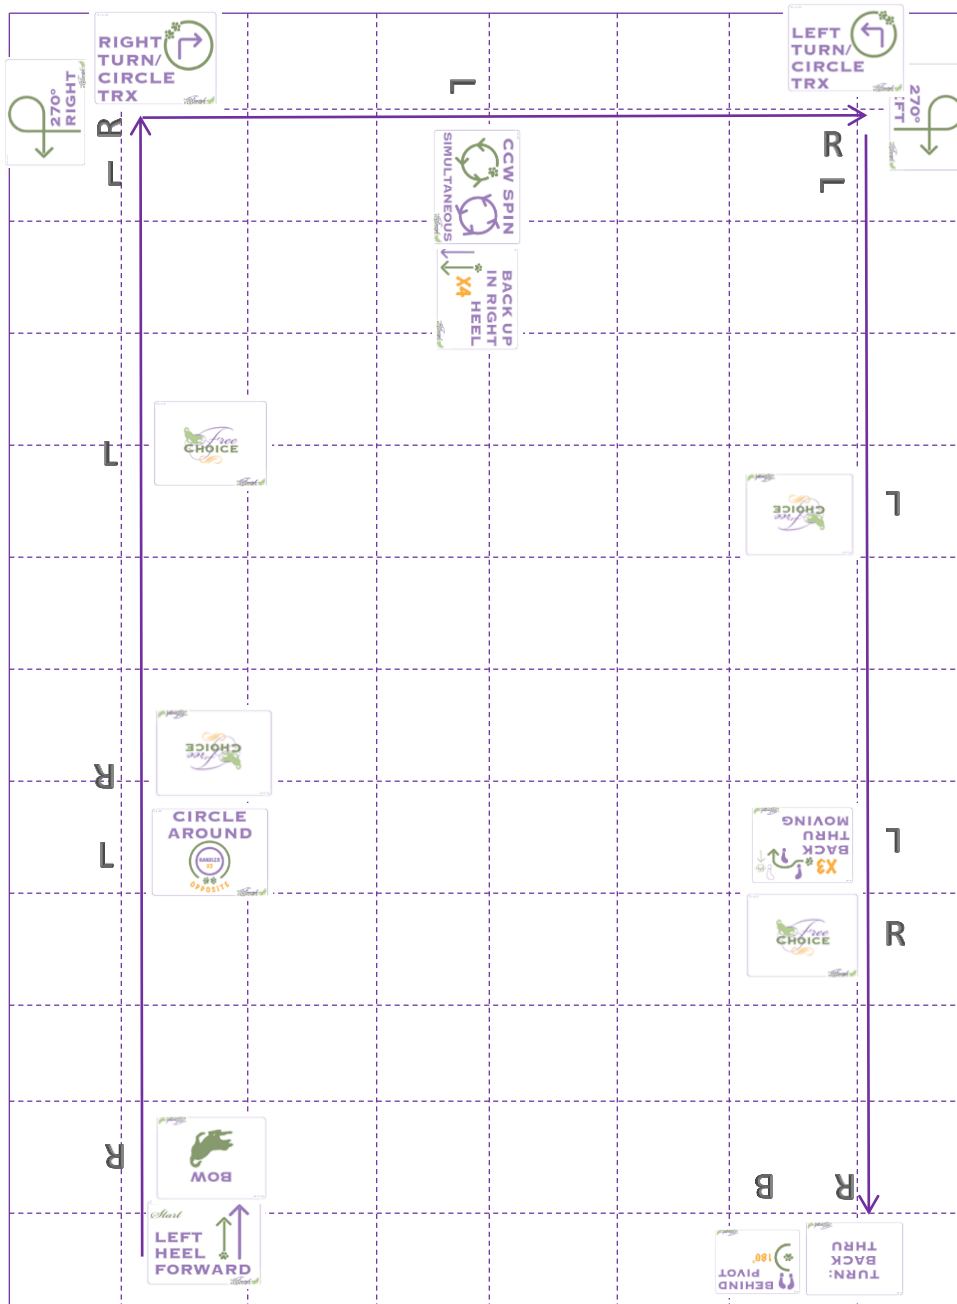 RIGHT
TURN/
CIRCLE
TRX
LEFT
TURN/
CIRCLE
TRX
270°
RIGHT
270°
L
R
L
R
L
CCW SPIN
SIMULTANEOUS
BACK UP
IN RIGHT
HEEL
X4
Free
CHOICE
L
Free
CHOICE
L
Free
CHOICE
R
CIRCLE
AROUND
HANDLER
X2
OPPOSITE
L
BACK
THRU
MOVING
X3
L
Free
CHOICE
R
BOW
R
B
R
Start
LEFT
HEEL
FORWARD
BEHIND
PIVOT
180°
TURN:
BACK
THRU